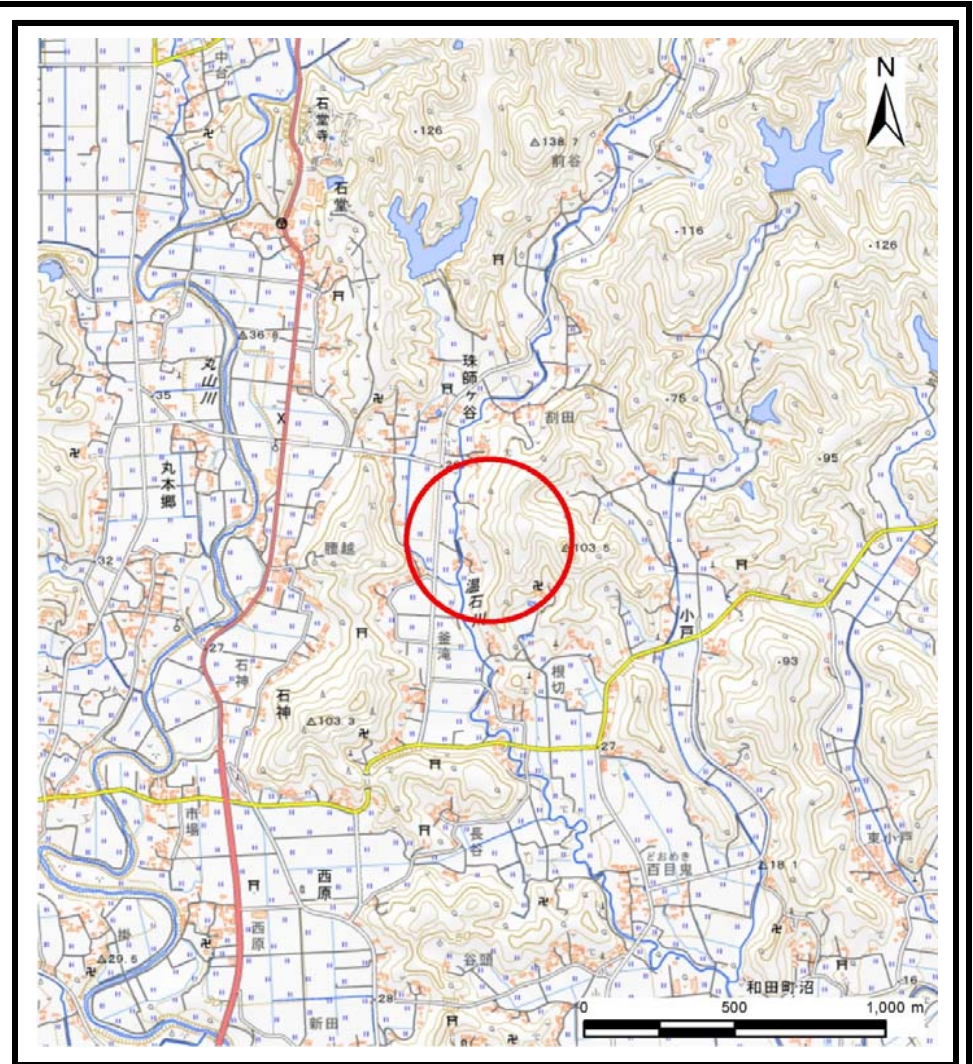 中台
N
石堂寺
・126
△138.7
前谷
石堂
・116
・126
△36.8
丸山川
珠師ヶ谷
・35
・75
割田
丸本郷
・95
腰越
△103.5
・32
温石川
小戸
釜滝
・27
石神
根切
・93
石神
△103.3
・27
市場
長谷
東小戸
どおめき
百目鬼
△18.1
西原
西原
掛
△29.5
谷頭
和田町沼
・16
・28
新田
0 500 1,000 m